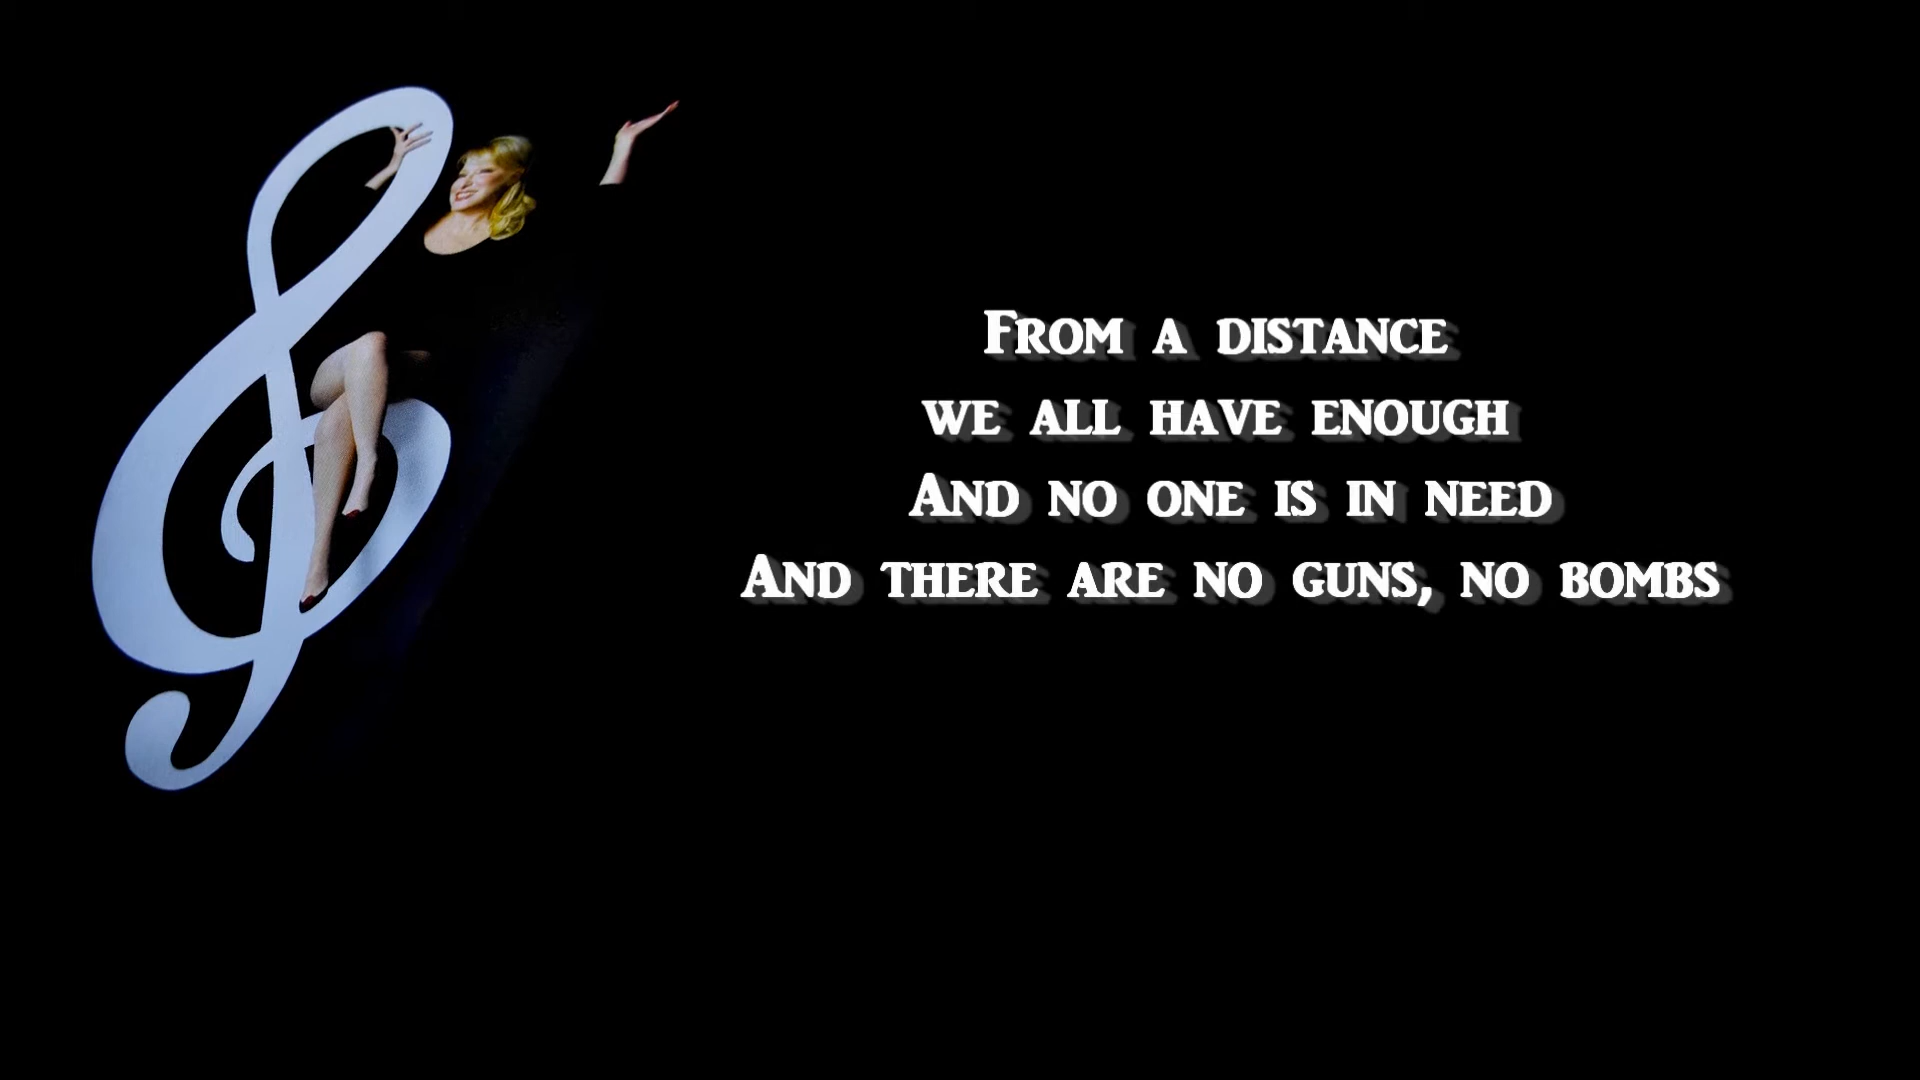 From a distance
we all have enough
And no one is in need
And there are no guns, no bombs